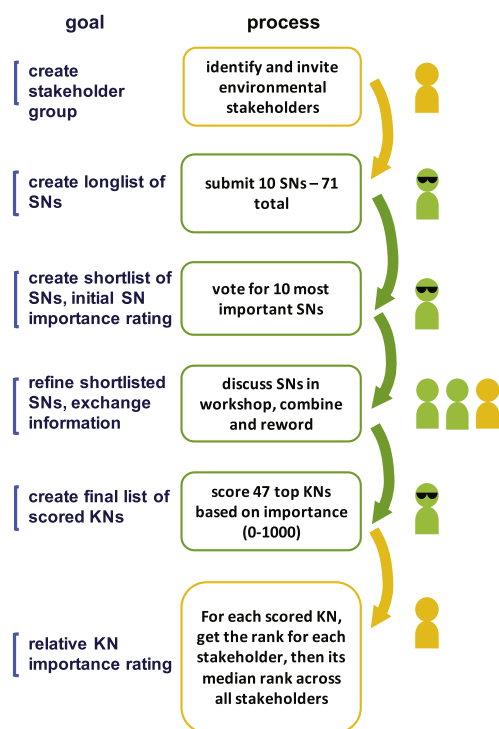 goal
process
create
stakeholder
group
identify and invite
environmental
stakeholders
create longlist of
SNs
submit 10 SNs – 71
total
create shortlist of
SNs, initial SN
importance rating
vote for 10 most
important SNs
refine shortlisted
SNs, exchange
information
discuss SNs in
workshop, combine
and reword
create final list of
scored KNs
score 47 top KNs
based on importance
(0-1000)
relative KN
importance rating
For each scored KN,
get the rank for each
stakeholder, then its
median rank across
all stakeholders